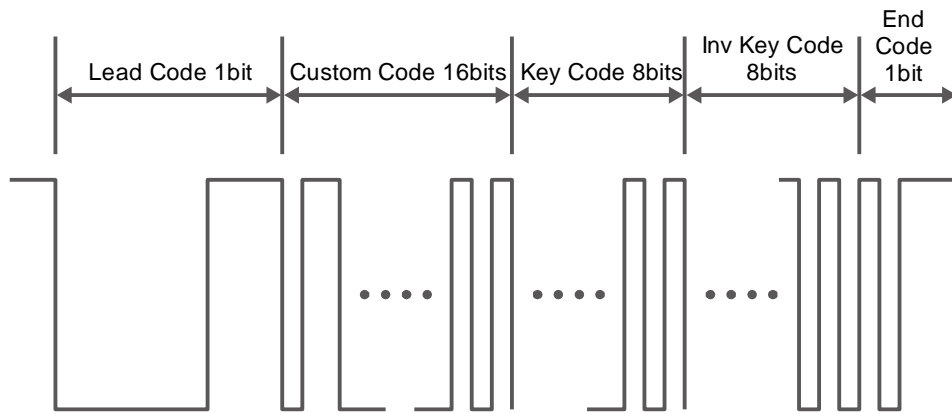 Lead Code 1bit
Custom Code 16bits
Key Code 8bits
Inv Key Code
8bits
End
Code
1bit